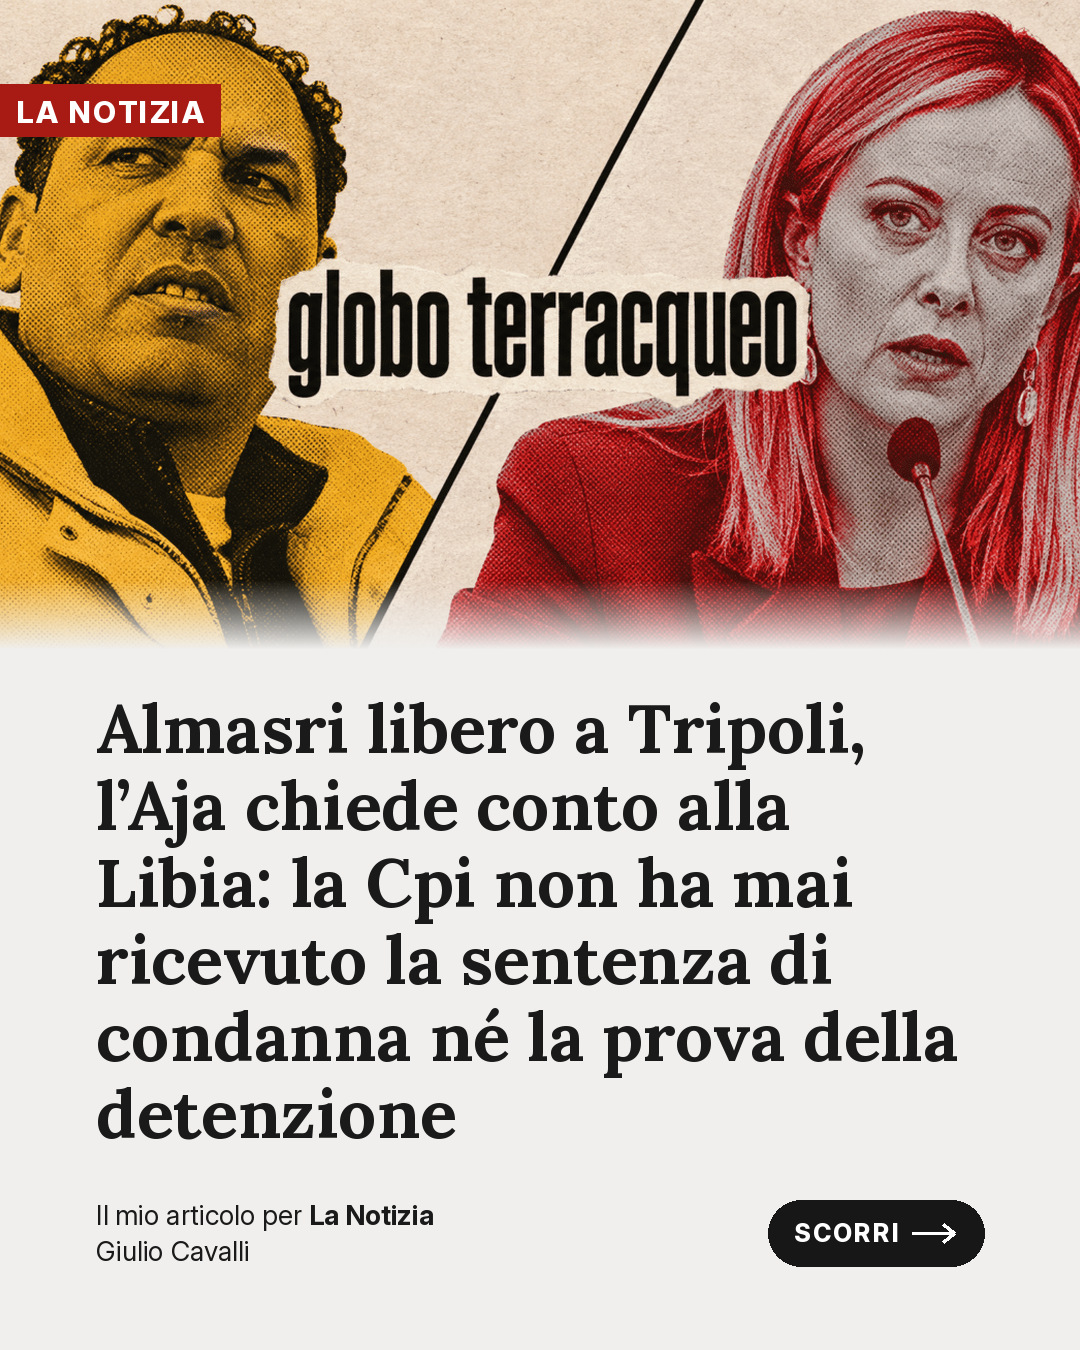 LA NOTIZIA
globo terracqueo
Almasri libero a Tripoli,
l’Aja chiede conto alla
Libia: la Cpi non ha mai
ricevuto la sentenza di
condanna né la prova della
detenzione
Il mio articolo per La Notizia
Giulio Cavalli
SCORRI